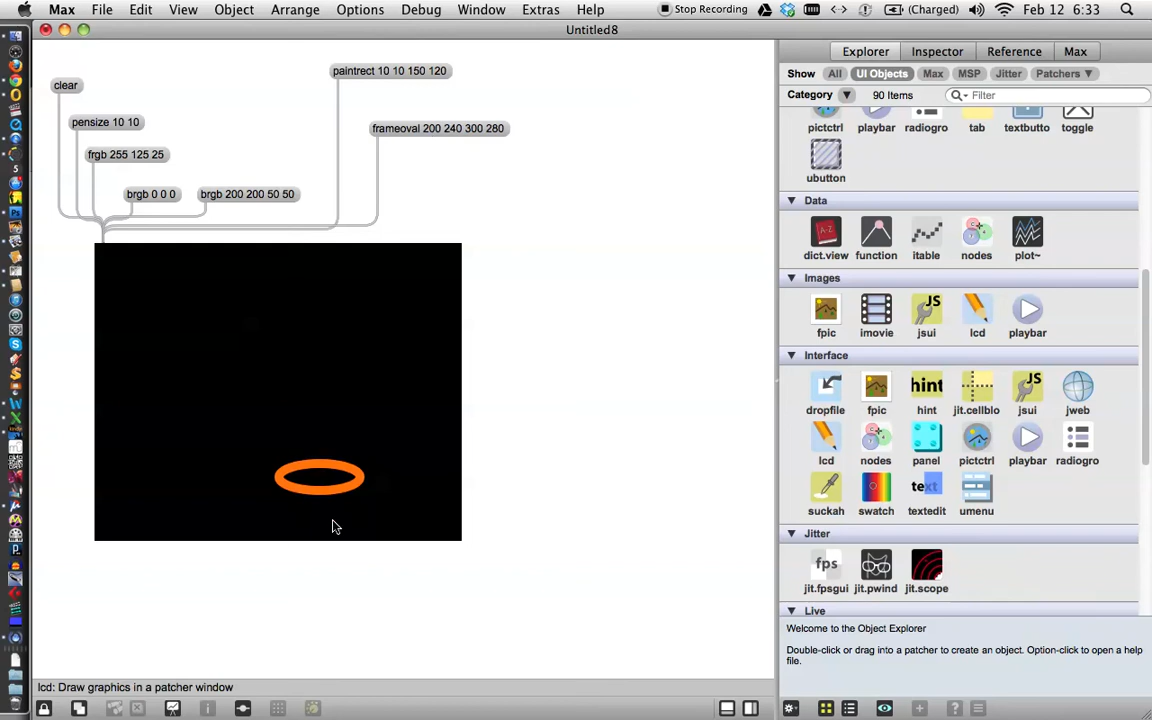 Max File Edit View Object Arrange Options Debug Window Extras Help Stop Recording (Charged) Feb 12 6:33
Untitled8
clear
paintrect 10 10 150 120
pensize 10 10
frameoval 200 240 300 280
frgb 255 125 25
brgb 0 0 0
brgb 200 200 50 50
lcd: Draw graphics in a patcher window
Explorer Inspector Reference Max
Show All UI Objects Max MSP Jitter Patchers ▼
Category ▼ 90 Items Filter
pictctrl playbar radiogro tab textbutto toggle
ubutton
Data
dict.view function itable nodes plot~
Images
fpic imovie jsui lcd playbar
Interface
dropfile fpic hint jit.cellblo jsui jweb
lcd nodes panel pictctrl playbar radiogro
suckah swatch textedit umenu
Jitter
fps
jit.fpsgui jit.pwind jit.scope
Live
Welcome to the Object Explorer
Double-click or drag into a patcher to create an object. Option-click to open a help
file.